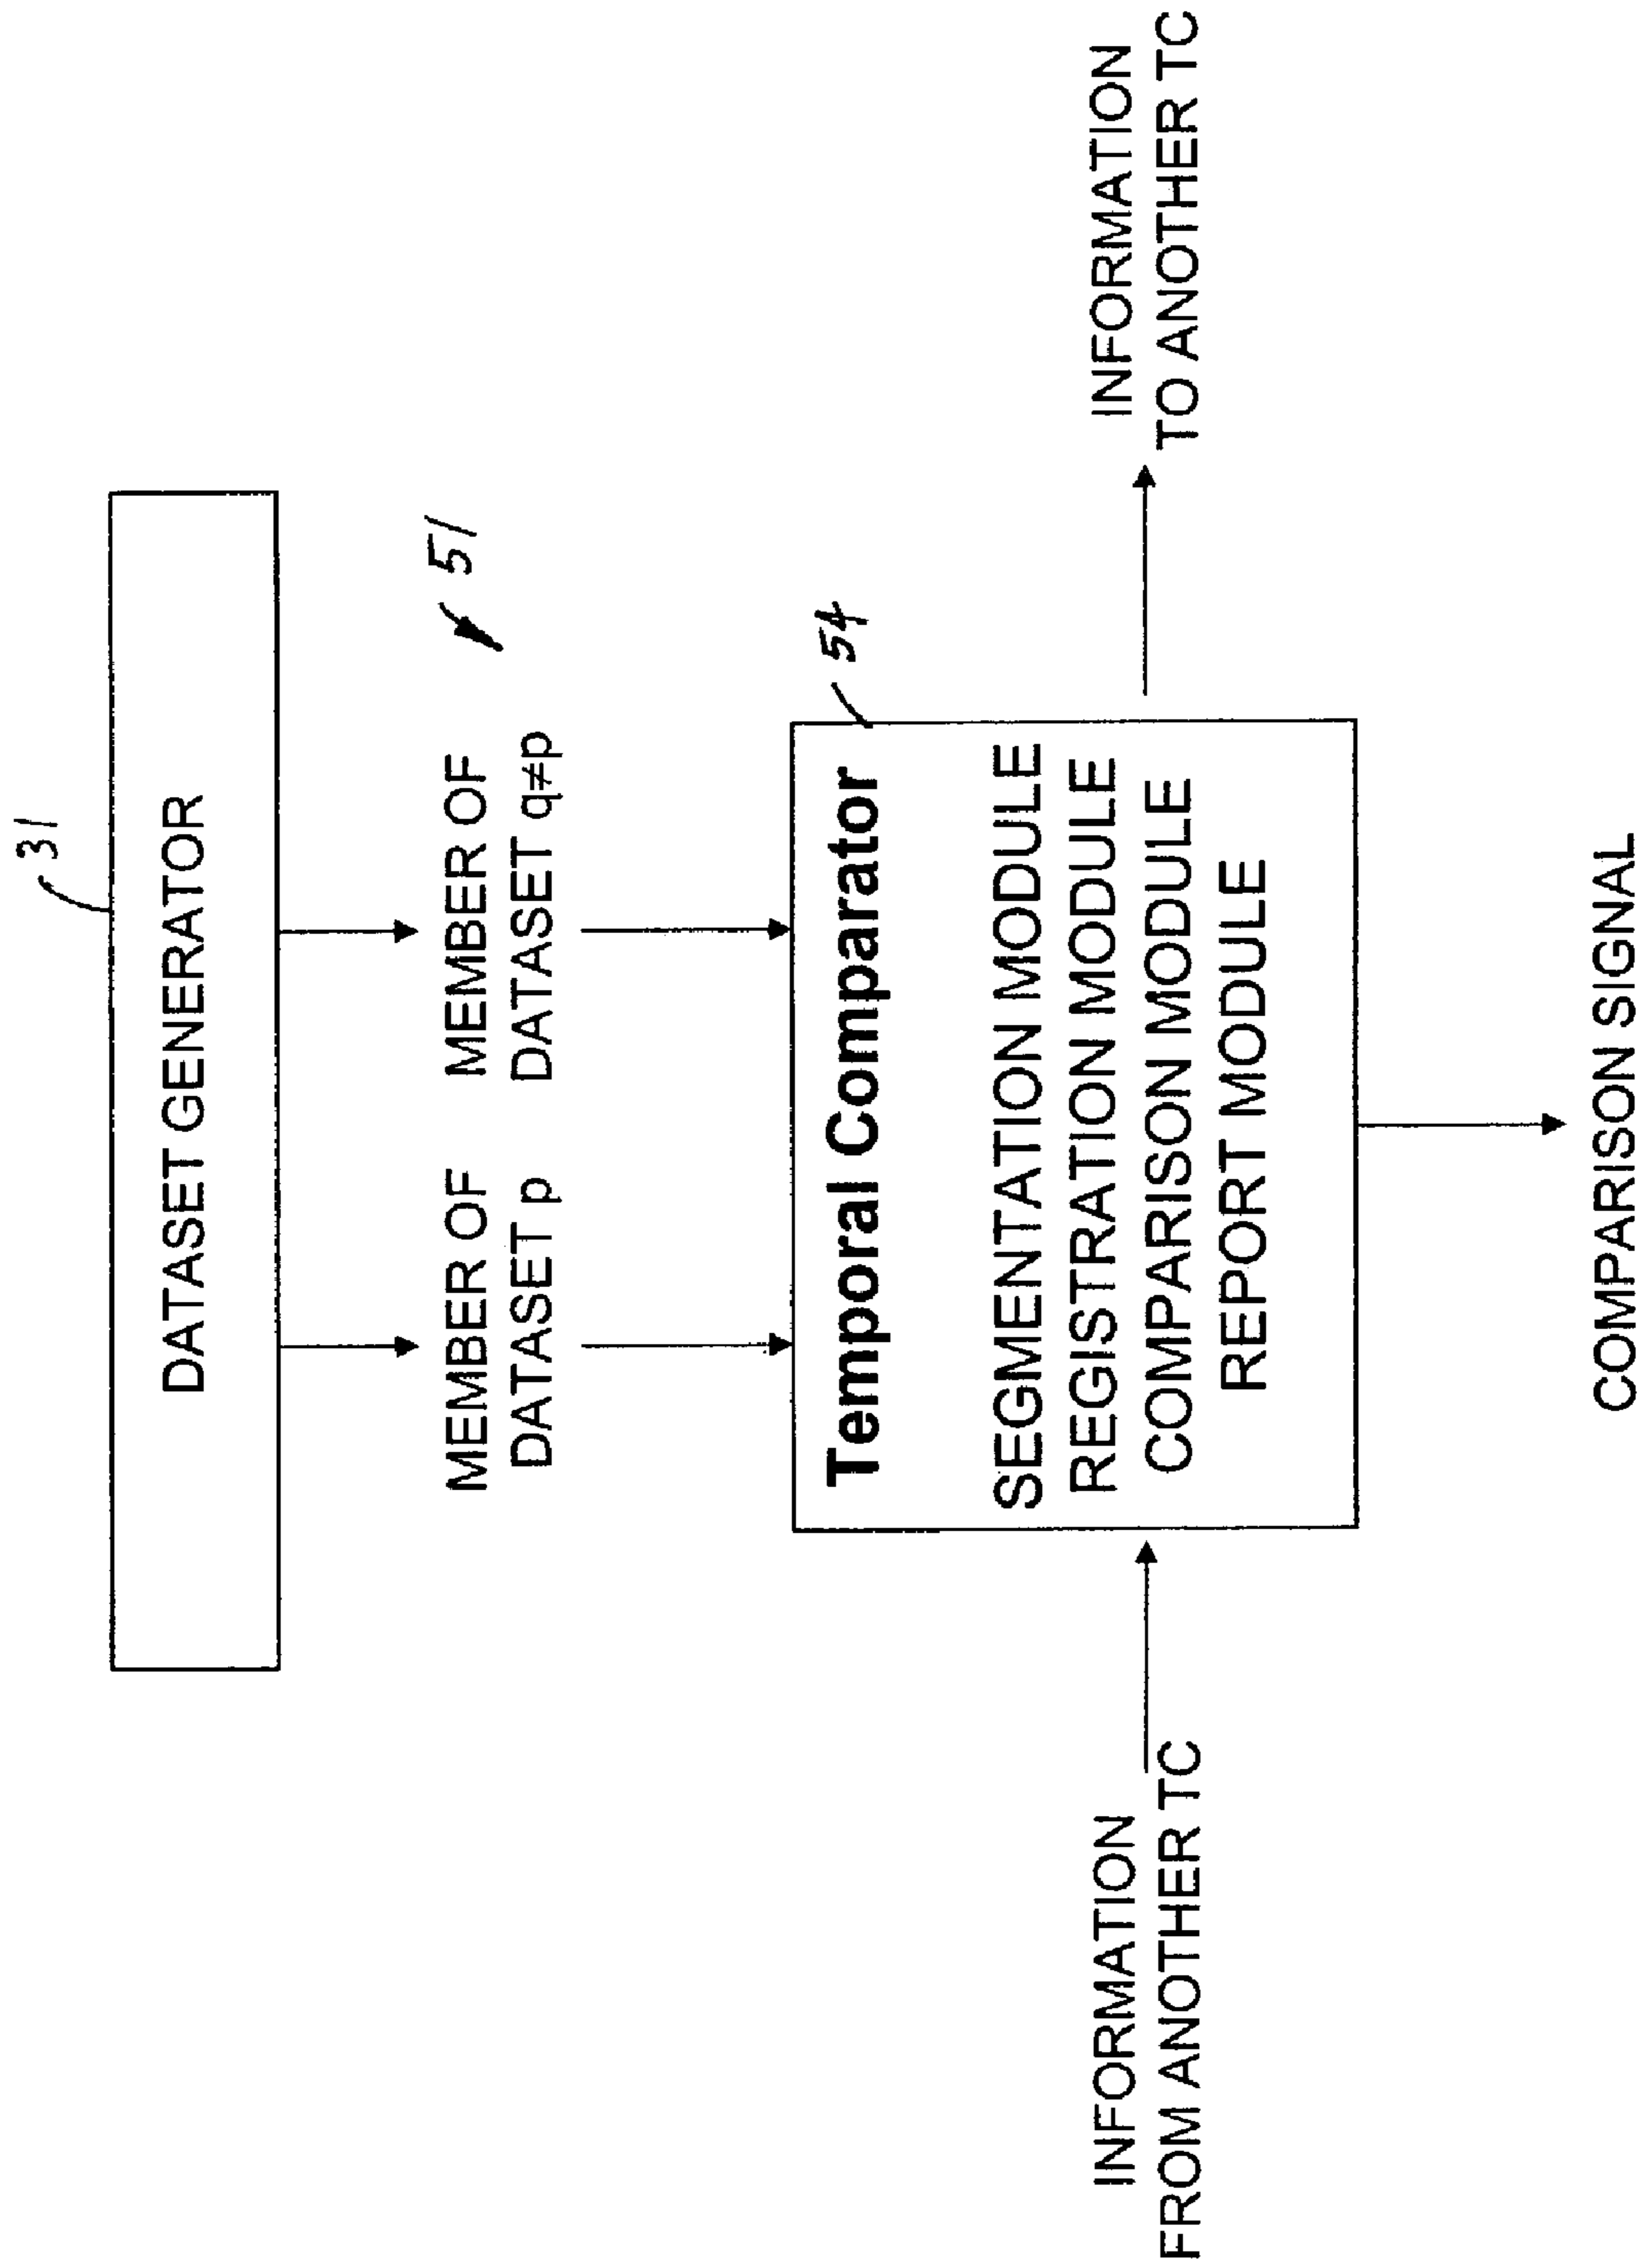 31
DATASET GENERATOR
51
MEMBER OF
DATASET p
MEMBER OF
DATASET q≠p
54
Temporal Comparator
SEGMENTATION MODULE
REGISTRATION MODULE
COMPARISON MODULE
REPORT MODULE
INFORMATION
FROM ANOTHER TC
INFORMATION
TO ANOTHER TC
COMPARISON SIGNAL